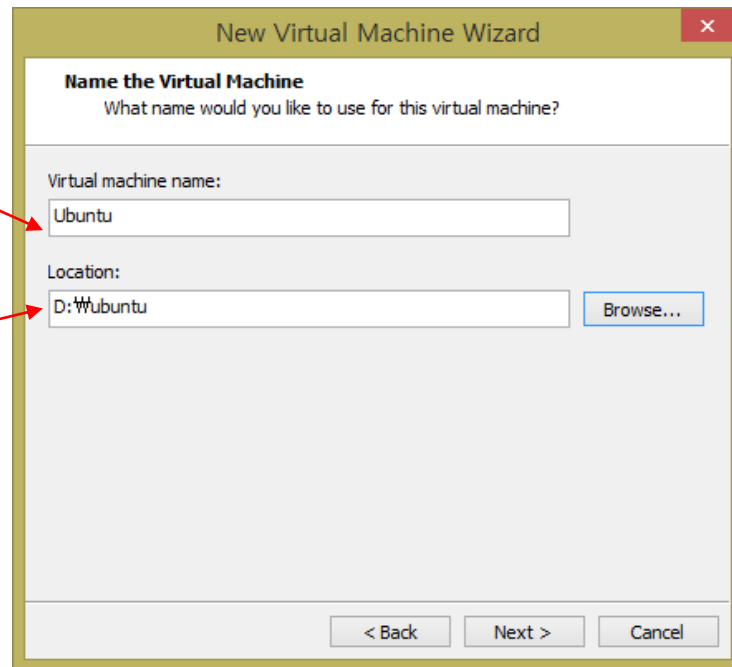 New Virtual Machine Wizard
Name the Virtual Machine
What name would you like to use for this virtual machine?
Virtual machine name:
Ubuntu
Location:
D:₩ubuntu
Browse...
< Back
Next >
Cancel